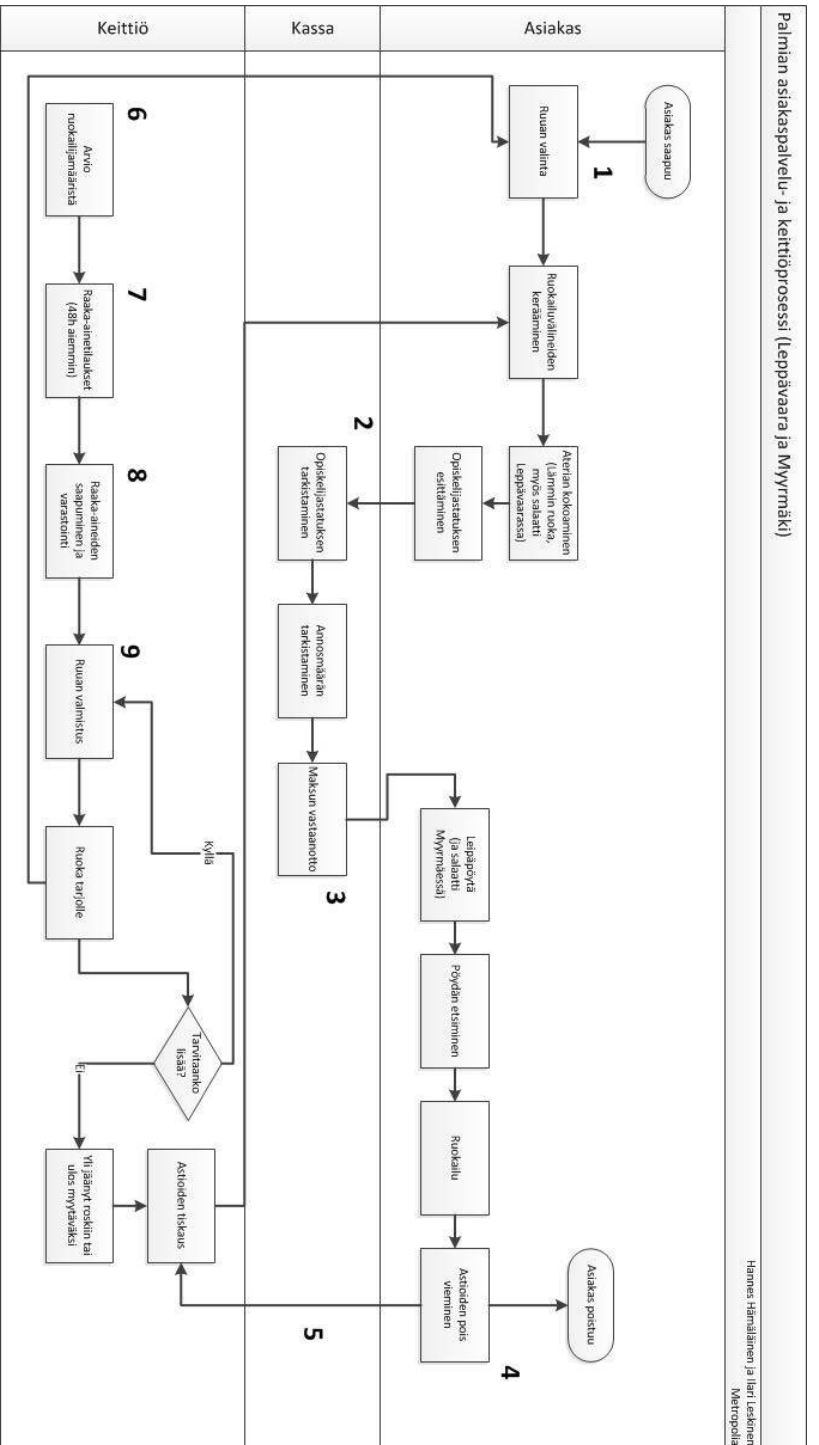 Palmian asiakaspalvelu- ja keittiöprosessi (Leppävaara ja Myyrmäki)
Hannes Hämäläinen ja Ilari Leskinen
Metropolia
Asiakas
Asiakas saapuu
1
Ruuan valinta
Ruokailuvälineiden
kerääminen
Aterian kokoaminen
(Lämmin ruoka,
myös salaatti
Leppävaarassa)
Opiskelijastatuksen
esittäminen
Leipäpöytä
(ja salaatti
Myyrmäessä)
Pöydän etsiminen
Ruokailu
Astioiden pois
vieminen
4
Asiakas poistuu
Kassa
2
Opiskelijastatuksen
tarkistaminen
Annosmäärän
tarkistaminen
Maksun vastaanotto
3
5
Keittiö
6
Arvio
ruokailijamääristä
7
Raaka-ainetilaukset
(48h aiemmin)
8
Raaka-aineiden
saapuminen ja
varastointi
9
Ruuan valmistus
Ruoka tarjolle
Kyllä
Tarvitaanko
lisää?
Ei
Yli jäänyt roskiin tai
ulos myytäväksi
Astioiden tiskaus